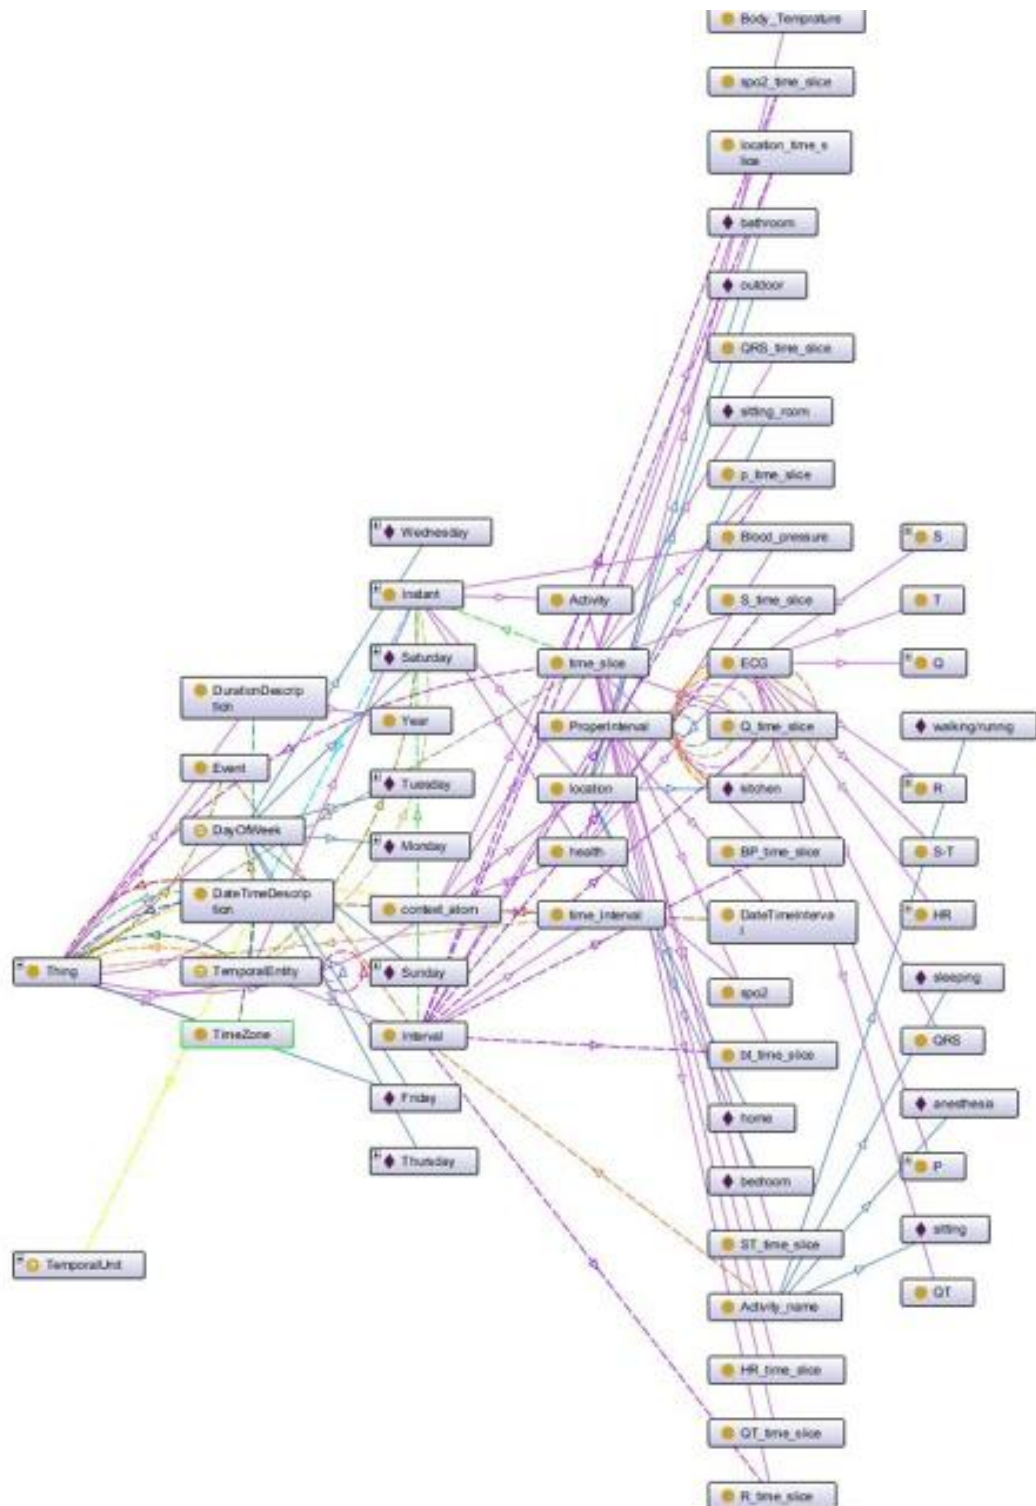 Body_Temprature
spo2_time_slice
location_time_s
lice
bathroom
outdoor
QRS_time_slice
sitting_room
p_time_slice
Wednesday
Blood_pressure
S
Instant
Activity
S_time_slice
T
Saturday
time_slice
ECG
Q
DurationDescrip
tion
Year
ProperInterval
Q_time_slice
walking/runnig
Event
Tuesday
location
kitchen
R
DayOfWeek
Monday
health
BP_time_slice
S-T
DateTimeDescrip
tion
context_atom
time_Interval
DateTimeInterva
l
HR
Thing
TemporalEntity
Sunday
spo2
sleeping
TimeZone
Interval
bt_time_slice
QRS
Friday
home
anesthesia
Thursday
bedroom
P
TemporalUnit
ST_time_slice
sitting
Activity_name
QT
HR_time_slice
QT_time_slice
R_time_slice